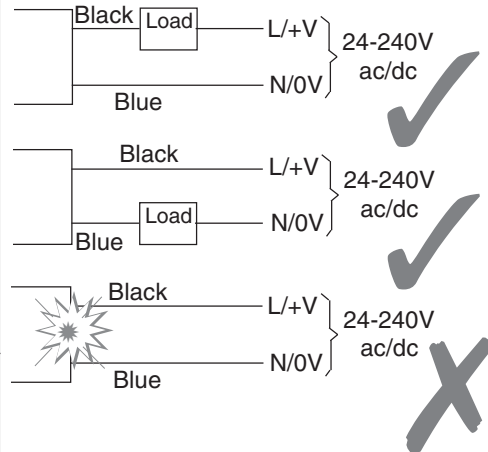 Black
Load
L/+V
N/0V
Blue
24-240V
ac/dc
Black
L/+V
Load
N/0V
Blue
24-240V
ac/dc
Black
L/+V
N/0V
Blue
24-240V
ac/dc